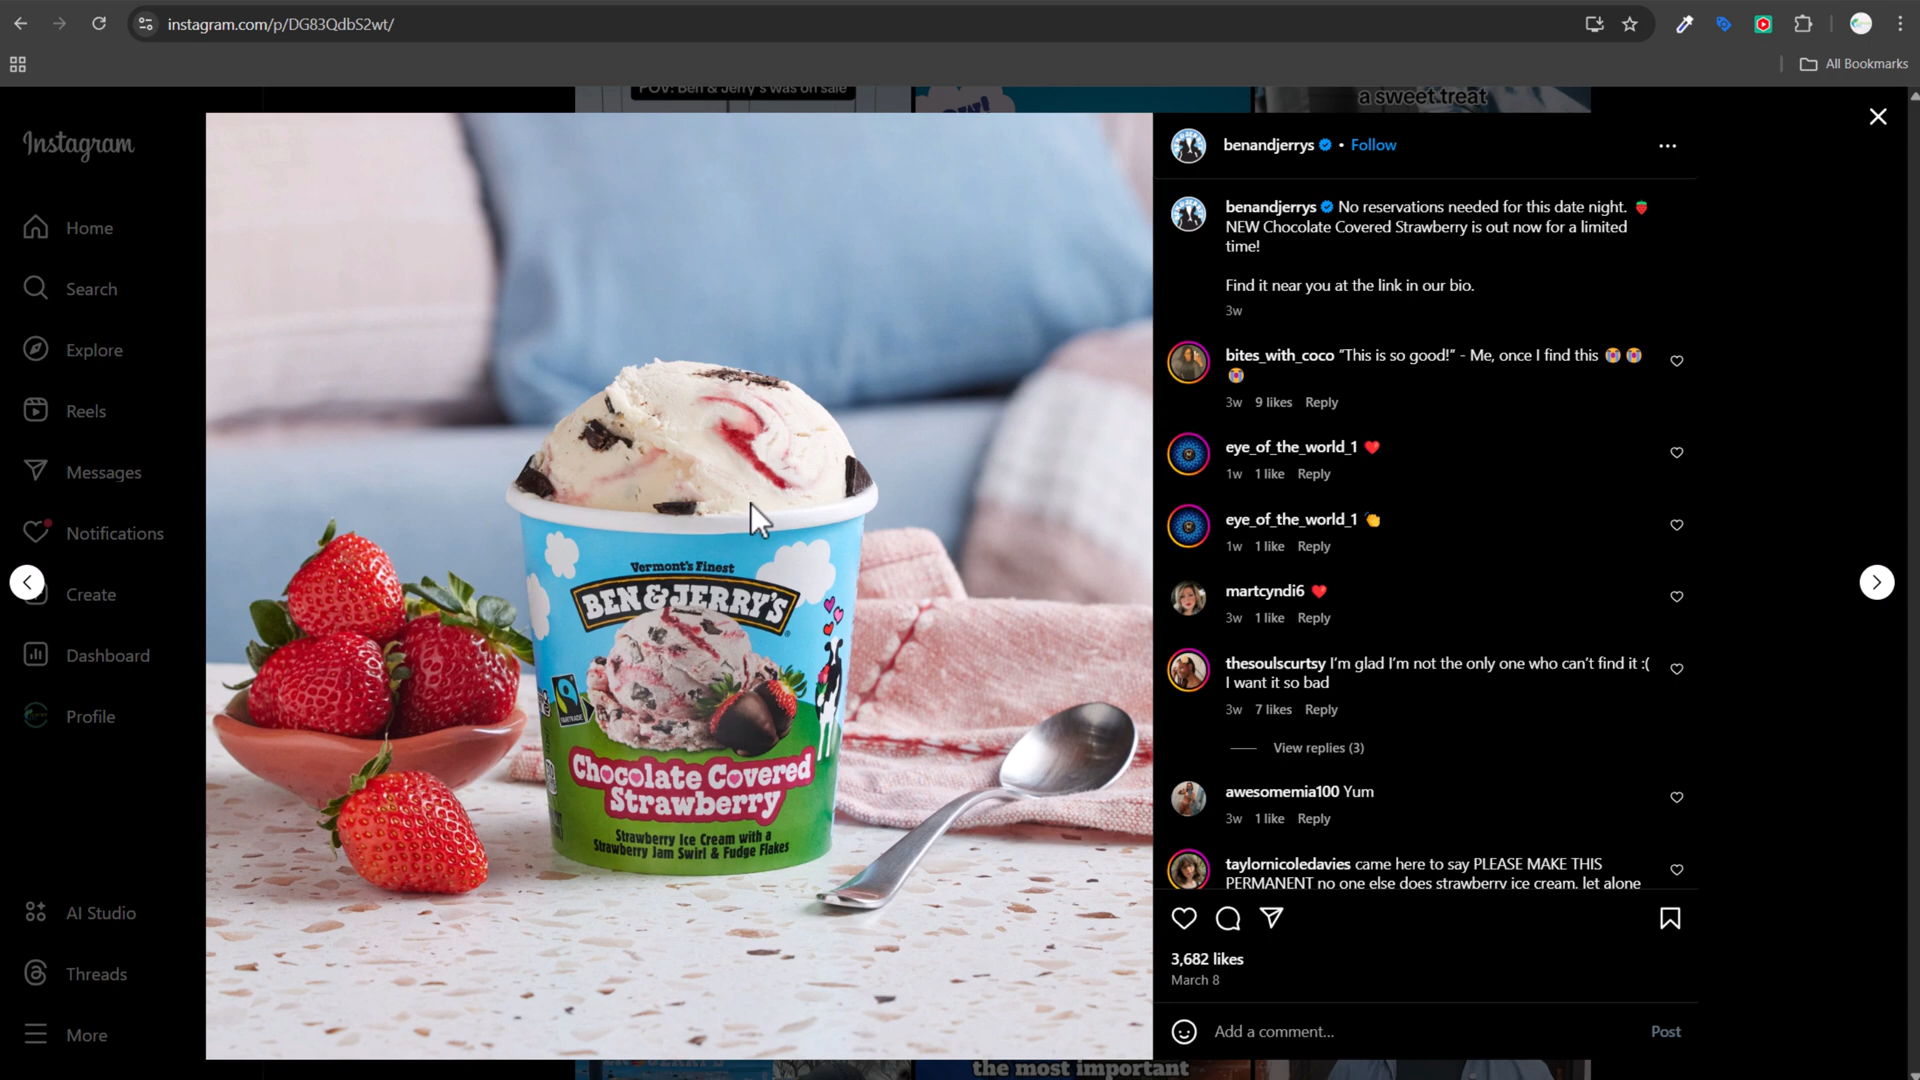 instagram.com/p/DG83QdbS2wt/
All Bookmarks
POV: Ben & Jerry's was on sale
a sweet treat
Instagram
Home
Search
Explore
Reels
Messages
Notifications
Create
Dashboard
Profile
AI Studio
Threads
More
Vermont's Finest
BEN & JERRY'S
FAIRTRADE
Chocolate Covered
Strawberry
Strawberry Ice Cream with a
Strawberry Jam Swirl & Fudge Flakes
benandjerrys • Follow
benandjerrys No reservations needed for this date night. 🍓
NEW Chocolate Covered Strawberry is out now for a limited
time!
Find it near you at the link in our bio.
3w
bites_with_coco “This is so good!” - Me, once I find this 😭 😭
😭
3w 9 likes Reply
eye_of_the_world_1 ❤️
1w 1 like Reply
eye_of_the_world_1 👏
1w 1 like Reply
martcyndi6 ❤️
3w 1 like Reply
thesoulscurtsy I’m glad I’m not the only one who can’t find it :(
I want it so bad
3w 7 likes Reply
View replies (3)
awesomemia100 Yum
3w 1 like Reply
taylornicoledavies came here to say PLEASE MAKE THIS
PERMANENT no one else does strawberry ice cream, let alone
3,682 likes
March 8
Add a comment...
Post
the most important